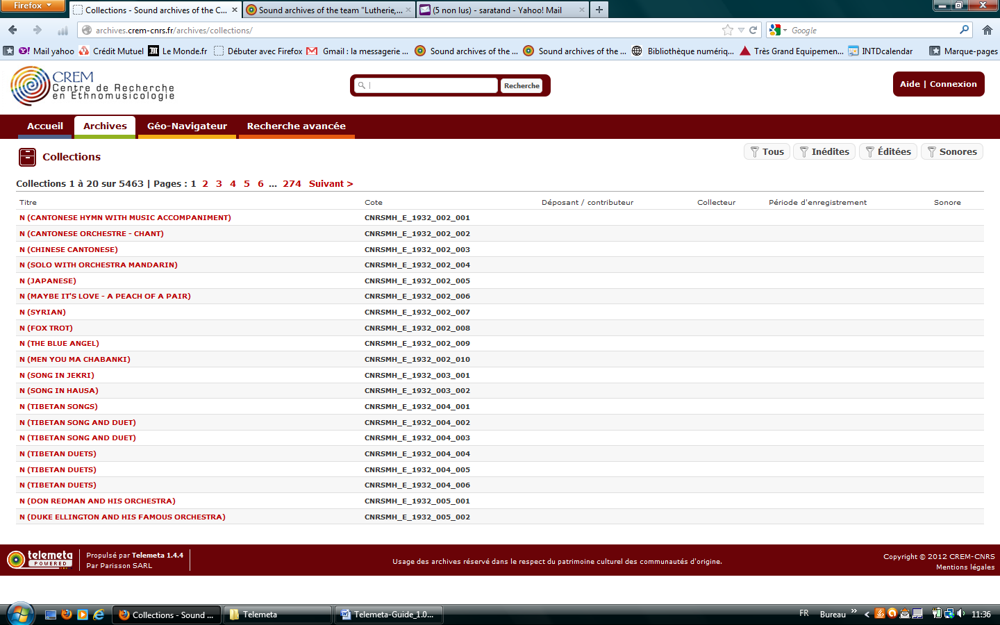 Firefox
Collections - Sound archives of the C...
Sound archives of the team "Lutherie,...
(5 non lus) - saratand - Yahoo! Mail
archives.crem-cnrs.fr/archives/collections/
Google
Mail yahoo Crédit Mutuel Le Monde.fr Débuter avec Firefox Gmail : la messagerie ... Sound archives of the ... Sound archives of the ... Bibliothèque numériq... Très Grand Equipemen... INTDcalendar Marque-pages
CREM
Centre de Recherche
en Ethnomusicologie
Recherche
Aide | Connexion
Accueil Archives Géo-Navigateur Recherche avancée
Collections
Tous Inédites Éditées Sonores
Collections 1 à 20 sur 5463 | Pages : 1 2 3 4 5 6 ... 274 Suivant >
Titre Cote Déposant / contributeur Collecteur Période d'enregistrement Sonore
N (CANTONESE HYMN WITH MUSIC ACCOMPANIMENT) CNRSMH_E_1932_002_001
N (CANTONESE ORCHESTRE - CHANT) CNRSMH_E_1932_002_002
N (CHINESE CANTONESE) CNRSMH_E_1932_002_003
N (SOLO WITH ORCHESTRA MANDARIN) CNRSMH_E_1932_002_004
N (JAPANESE) CNRSMH_E_1932_002_005
N (MAYBE IT'S LOVE - A PEACH OF A PAIR) CNRSMH_E_1932_002_006
N (SYRIAN) CNRSMH_E_1932_002_007
N (FOX TROT) CNRSMH_E_1932_002_008
N (THE BLUE ANGEL) CNRSMH_E_1932_002_009
N (MEN YOU MA CHABANKI) CNRSMH_E_1932_002_010
N (SONG IN JEKRI) CNRSMH_E_1932_003_001
N (SONG IN HAUSA) CNRSMH_E_1932_003_002
N (TIBETAN SONGS) CNRSMH_E_1932_004_001
N (TIBETAN SONG AND DUET) CNRSMH_E_1932_004_002
N (TIBETAN SONG AND DUET) CNRSMH_E_1932_004_003
N (TIBETAN DUETS) CNRSMH_E_1932_004_004
N (TIBETAN DUETS) CNRSMH_E_1932_004_005
N (TIBETAN DUETS) CNRSMH_E_1932_004_006
N (DON REDMAN AND HIS ORCHESTRA) CNRSMH_E_1932_005_001
N (DUKE ELLINGTON AND HIS FAMOUS ORCHESTRA) CNRSMH_E_1932_005_002
telemeta
POWERED
Propulsé par Telemeta 1.4.4
Par Parisson SARL
Usage des archives réservé dans le respect du patrimoine culturel des communautés d'origine.
Copyright © 2012 CREM-CNRS
Mentions légales
Collections - Sound ... Telemeta Telemeta-Guide_1.0... FR Bureau 11:36